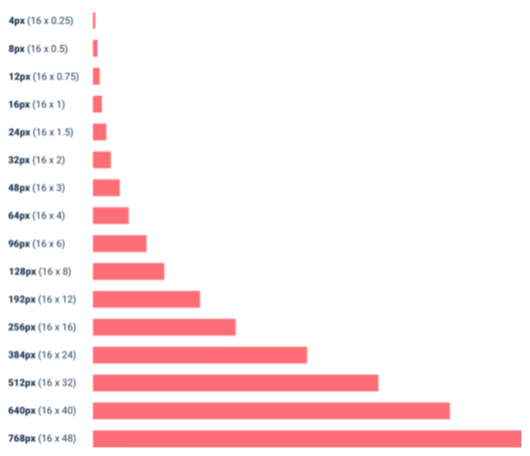 4px (16 x 0.25)
8px (16 x 0.5)
12px (16 x 0.75)
16px (16 x 1)
24px (16 x 1.5)
32px (16 x 2)
48px (16 x 3)
64px (16 x 4)
96px (16 x 6)
128px (16 x 8)
192px (16 x 12)
256px (16 x 16)
384px (16 x 24)
512px (16 x 32)
640px (16 x 40)
768px (16 x 48)